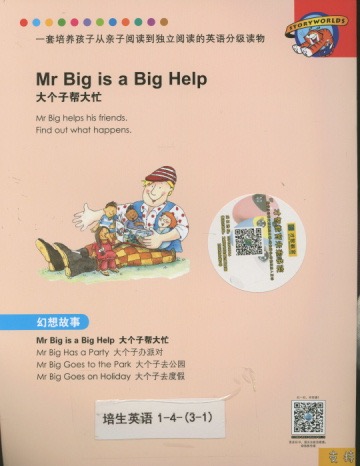 STORYWORLDS
一套培养孩子从亲子阅读到独立阅读的英语分级读物
Mr Big is a Big Help
大个子帮大忙
Mr Big helps his friends.
Find out what happens.
幻想故事
Mr Big is a Big Help 大个子帮大忙
Mr Big Has a Party 大个子办派对
Mr Big Goes to the Park 大个子去公园
Mr Big Goes on Holiday 大个子去度假
培生英语 1-4-(3-1)